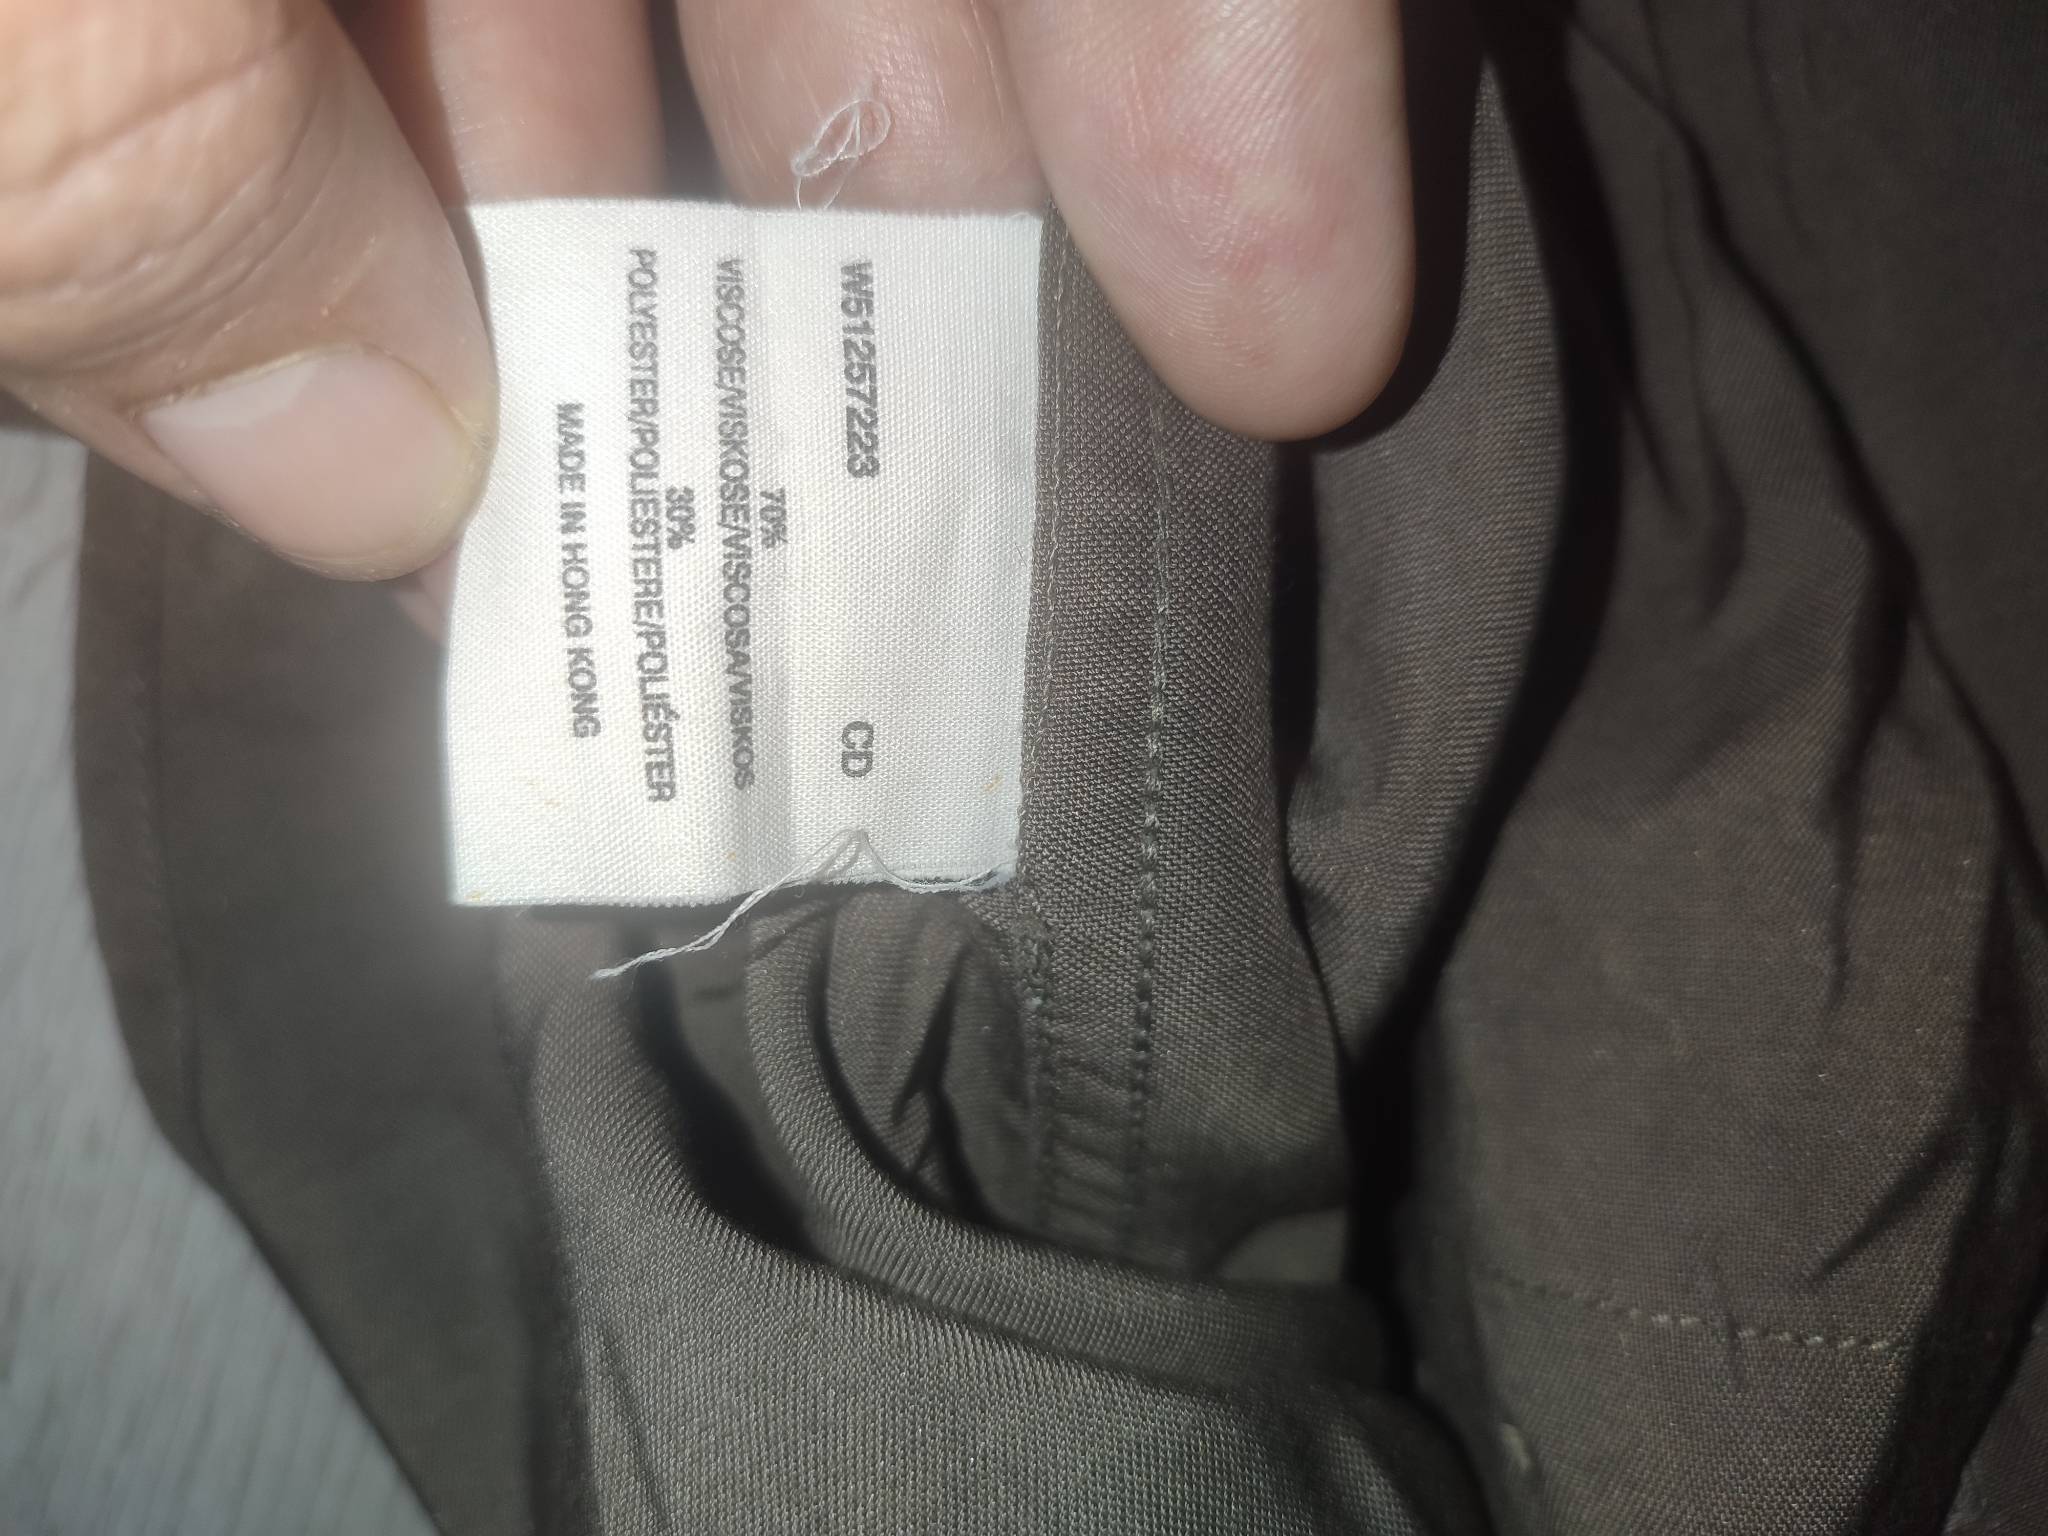 W51257223 CD
70%
VISCOSE/VISKOSE/VISCOSA/VISKOS
30%
POLYESTER/POLIESTERE/POLIÉSTER
MADE IN HONG KONG